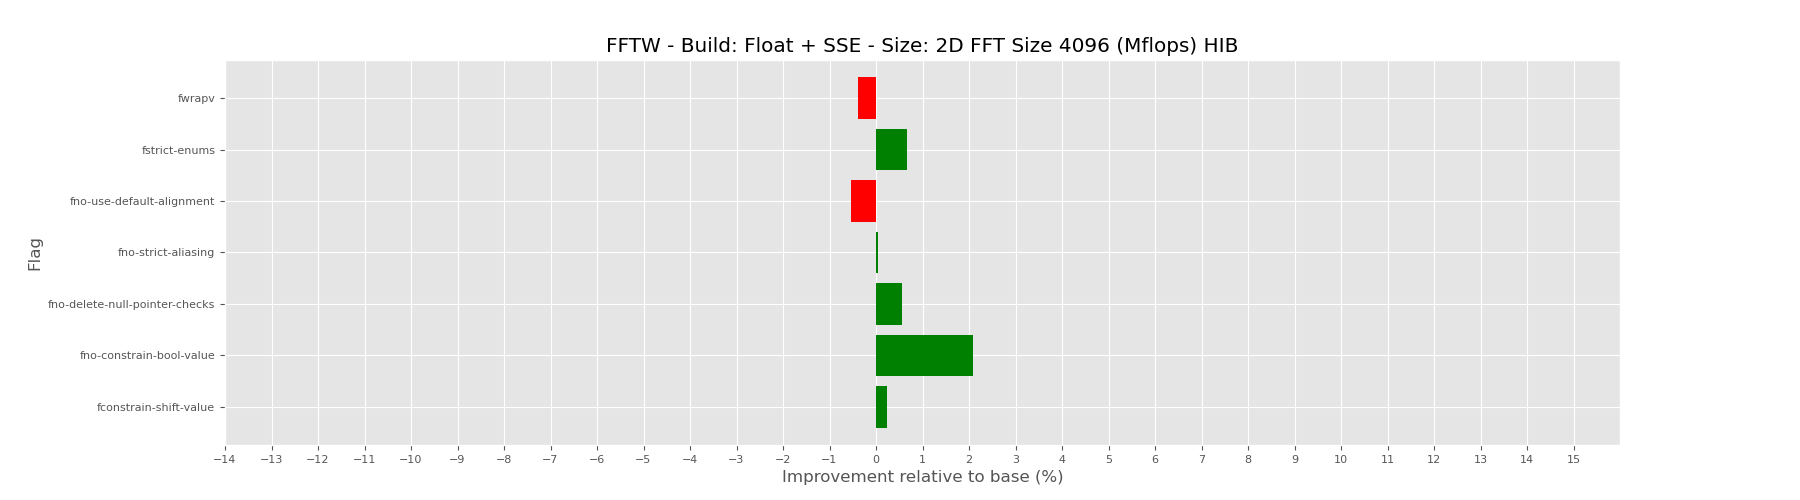 FFTW - Build: Float + SSE - Size: 2D FFT Size 4096 (Mflops) HIB
Flag
fwrapv
fstrict-enums
fno-use-default-alignment
fno-strict-aliasing
fno-delete-null-pointer-checks
fno-constrain-bool-value
fconstrain-shift-value
−14 −13 −12 −11 −10 −9 −8 −7 −6 −5 −4 −3 −2 −1 0 1 2 3 4 5 6 7 8 9 10 11 12 13 14 15
Improvement relative to base (%)